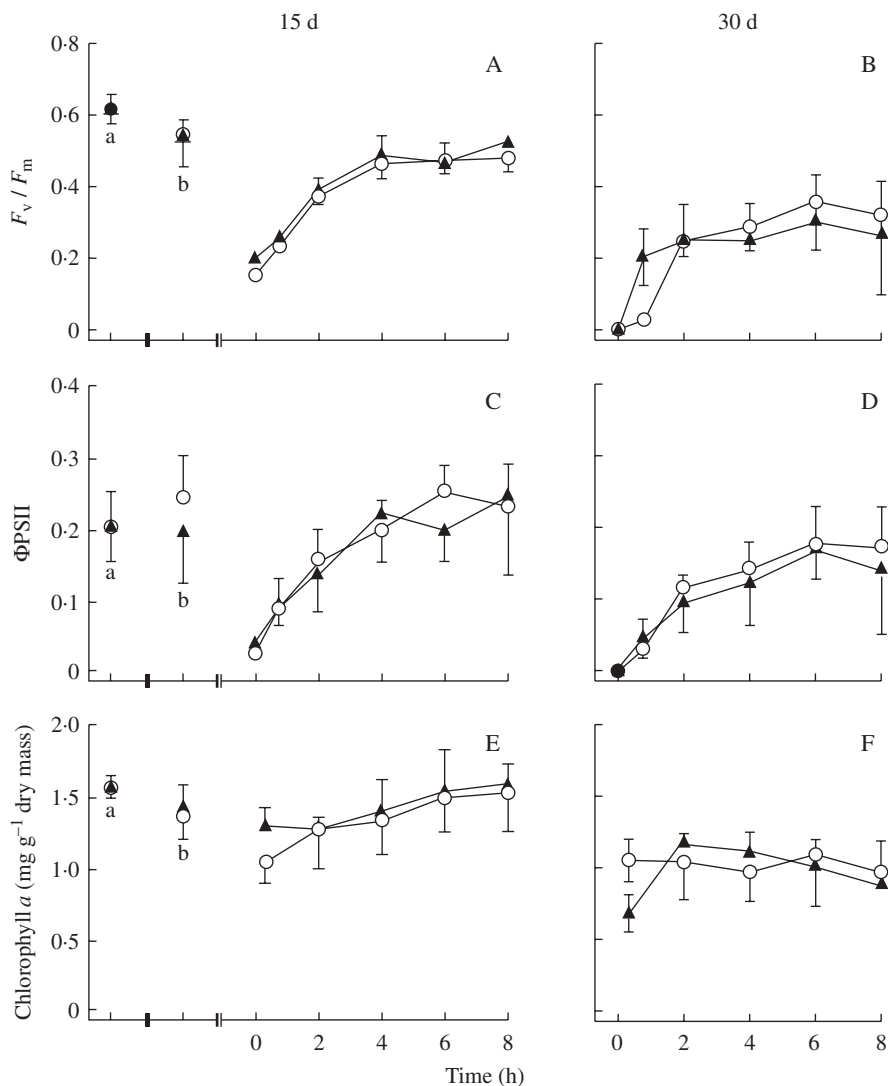 15 d
30 d
0·8
0·6
0·4
0·2
0
Fv / Fm
A
a
b
B
0·4
0·3
0·2
0·1
0
ΦPSII
C
a
b
D
2·0
1·5
1·0
0·5
0
Chlorophyll a (mg g–1 dry mass)
E
a
b
F
0 2 4 6 8
0 2 4 6 8
Time (h)